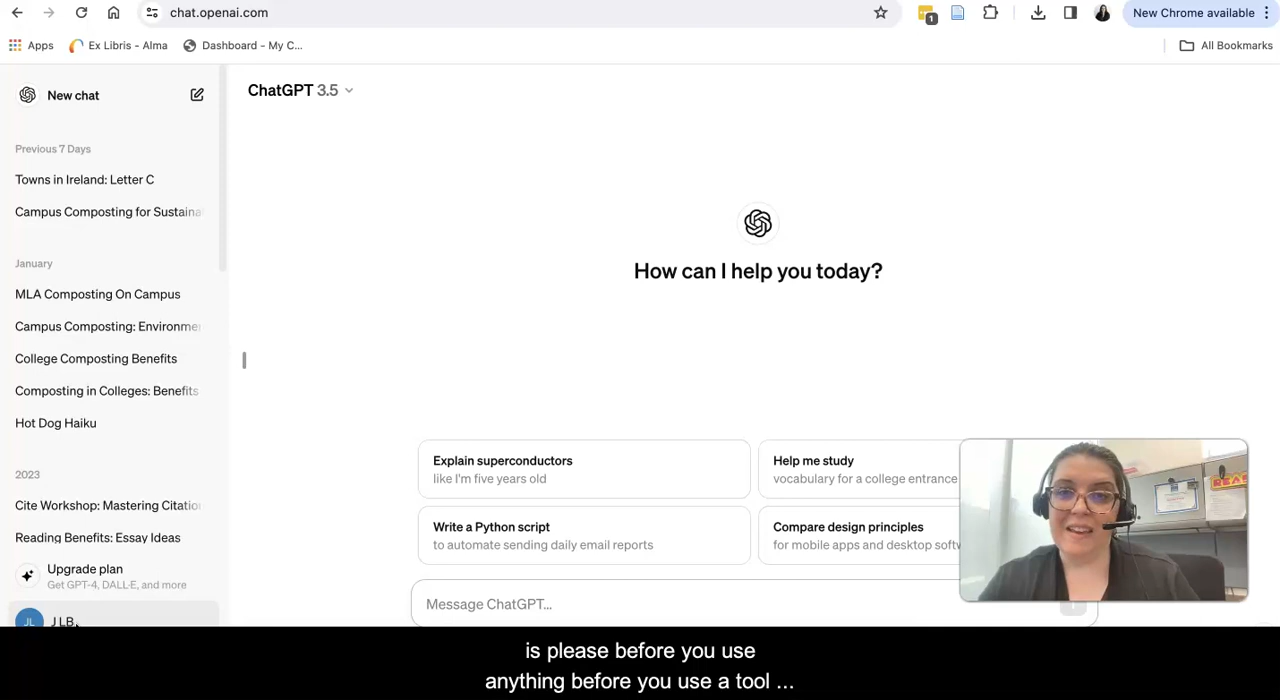 chat.openai.com
1
New Chrome available
Apps
Ex Libris - Alma
Dashboard - My C...
All Bookmarks
New chat
ChatGPT 3.5
Previous 7 Days
Towns in Ireland: Letter C
Campus Composting for Sustaina
January
MLA Composting On Campus
Campus Composting: Environme
College Composting Benefits
Composting in Colleges: Benefits
Hot Dog Haiku
2023
Cite Workshop: Mastering Citatio
Reading Benefits: Essay Ideas
Upgrade plan
Get GPT-4, DALL·E, and more
JL
J LB
How can I help you today?
Explain superconductors
like I'm five years old
Help me study
vocabulary for a college entrance
Write a Python script
to automate sending daily email reports
Compare design principles
for mobile apps and desktop softw
Message ChatGPT...
is please before you use
anything before you use a tool ...